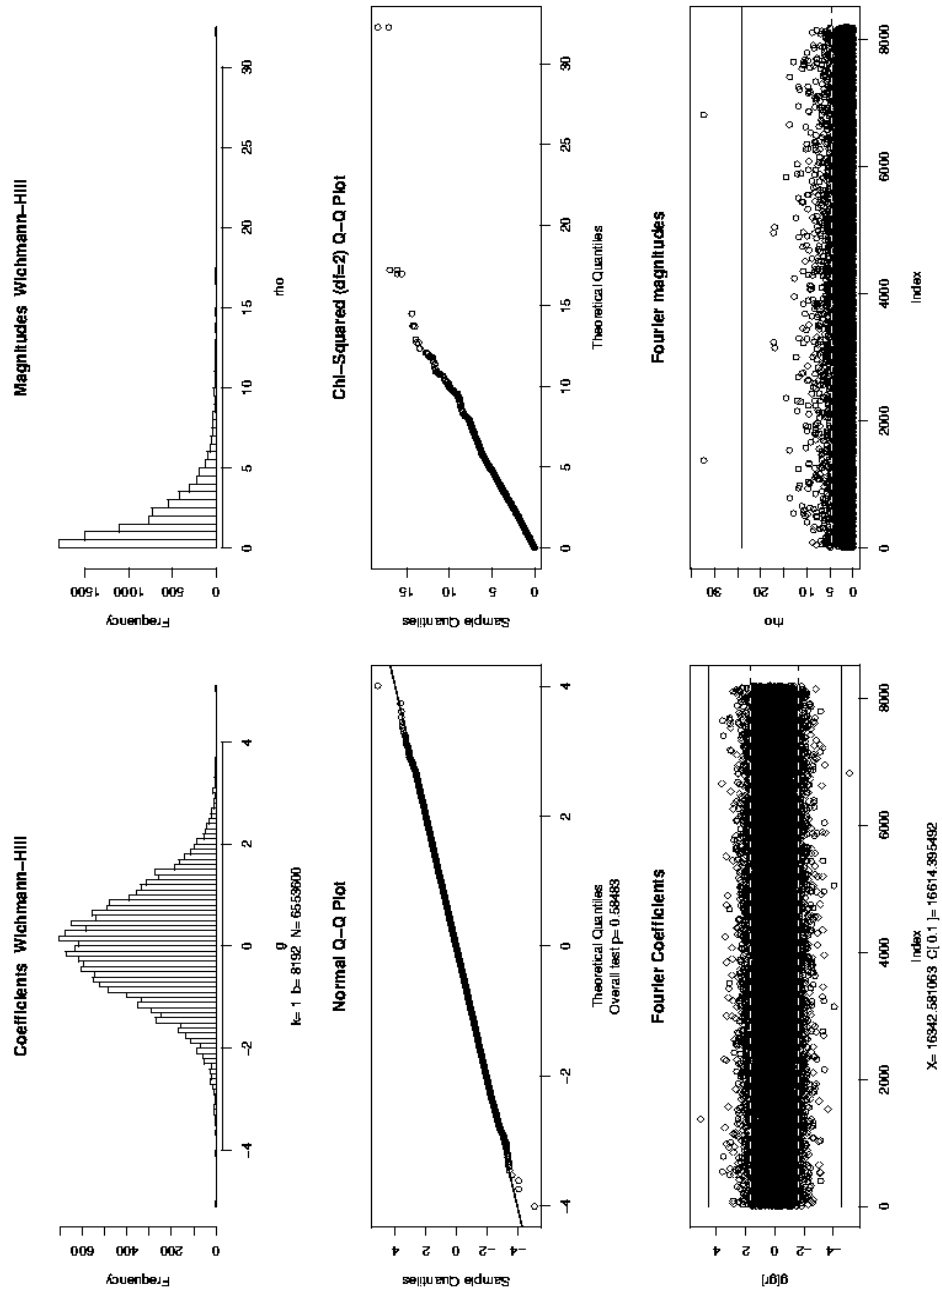 Coefficients Wichmann-Hill
Frequency
0 200 400 600
-4 -2 0 2 4
g
k= 1 b= 8192 N= 6553600
Magnitudes Wichmann-Hill
Frequency
0 500 1000 1500
0 5 10 15 20 25 30
rho
Normal Q-Q Plot
Sample Quantiles
-4 -2 0 2 4
-4 -2 0 2 4
Theoretical Quantiles
Overall test p= 0.58483
Chi-Squared (df=2) Q-Q Plot
Sample Quantiles
0 5 10 15
0 5 10 15 20 25 30
Theoretical Quantiles
Fourier Coefficients
g[gr]
-4 -2 0 2 4
0 2000 4000 6000 8000
Index
X= 16342.581063 C[ 0.1 ]= 16614.395492
Fourier magnitudes
rho
0 5 10 20 30
0 2000 4000 6000 8000
Index